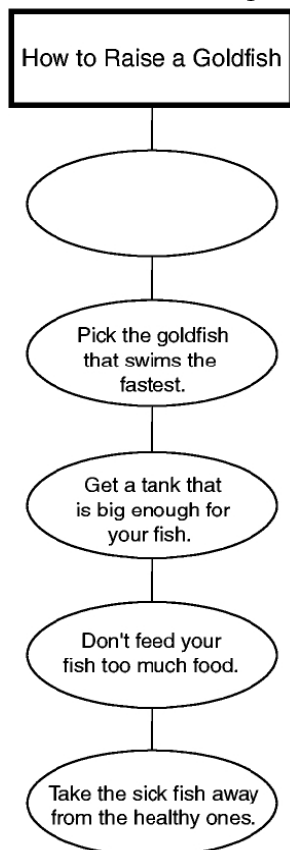 How to Raise a Goldfish
Pick the goldfish
that swims the
fastest.
Get a tank that
is big enough for
your fish.
Don't feed your
fish too much food.
Take the sick fish away
from the healthy ones.